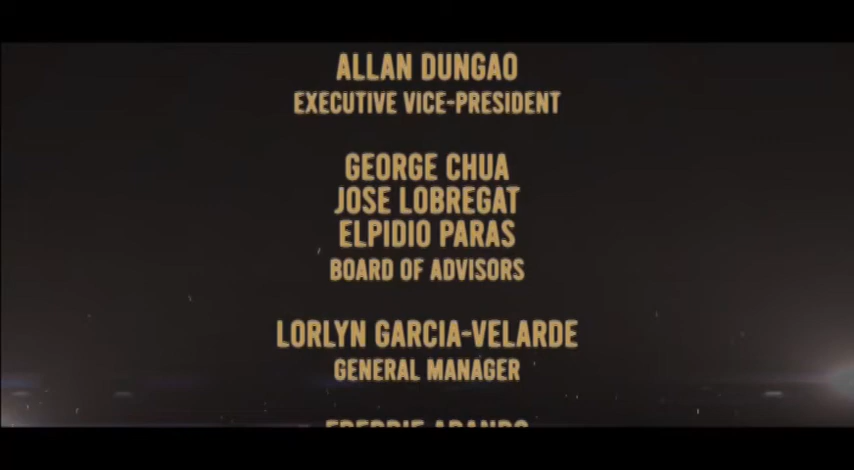 ALLAN DUNGAO
EXECUTIVE VICE-PRESIDENT
GEORGE CHUA
JOSE LOBREGAT
ELPIDIO PARAS
BOARD OF ADVISORS
LORLYN GARCIA-VELARDE
GENERAL MANAGER